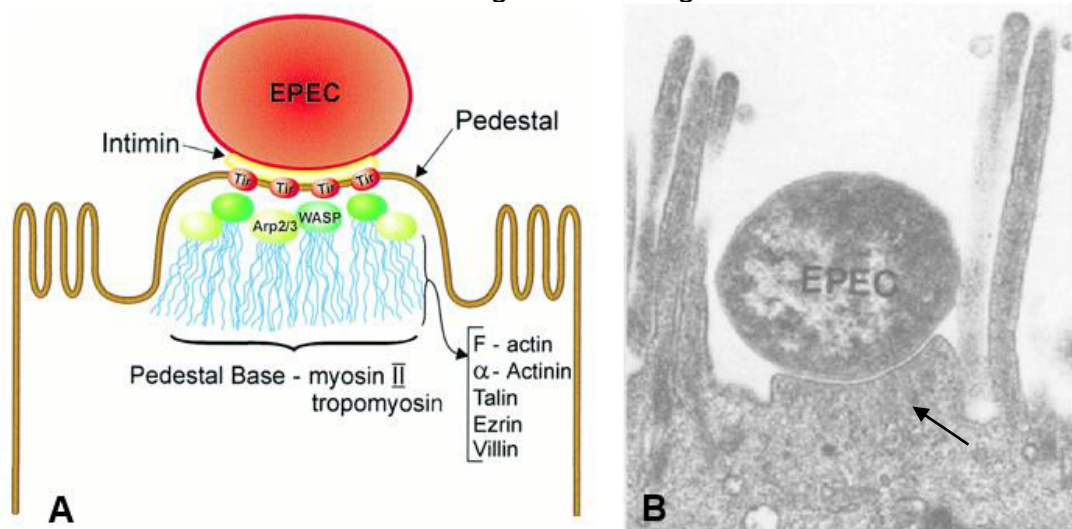 EPEC
Intimin
Pedestal
Tir Tir Tir Tir
Arp2/3 WASP
F - actin
α - Actinin
Talin
Ezrin
Villin
Pedestal Base - myosin II
tropomyosin
A
EPEC
B